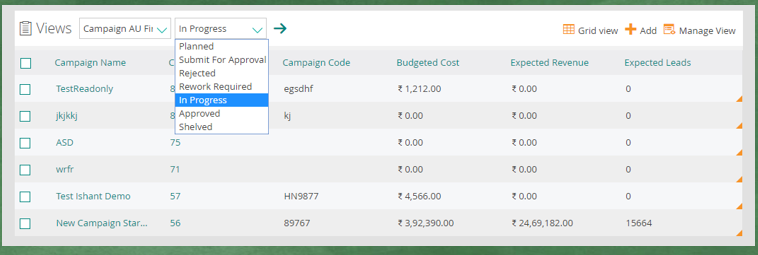 Views Campaign AU Fi In Progress Grid view Add Manage View
Planned
Submit For Approval
Rejected
Rework Required
In Progress
Approved
Shelved
Campaign Name C Campaign Code Budgeted Cost Expected Revenue Expected Leads
TestReadonly 8 egsdhf ₹ 1,212.00 ₹ 0.00 0
jkjkkj 8 kj ₹ 0.00 ₹ 0.00 0
ASD 75 ₹ 0.00 ₹ 0.00 0
wrfr 71 ₹ 0.00 ₹ 0.00 0
Test Ishant Demo 57 HN9877 ₹ 4,566.00 ₹ 0.00 0
New Campaign Star... 56 89767 ₹ 3,92,390.00 ₹ 24,69,182.00 15664